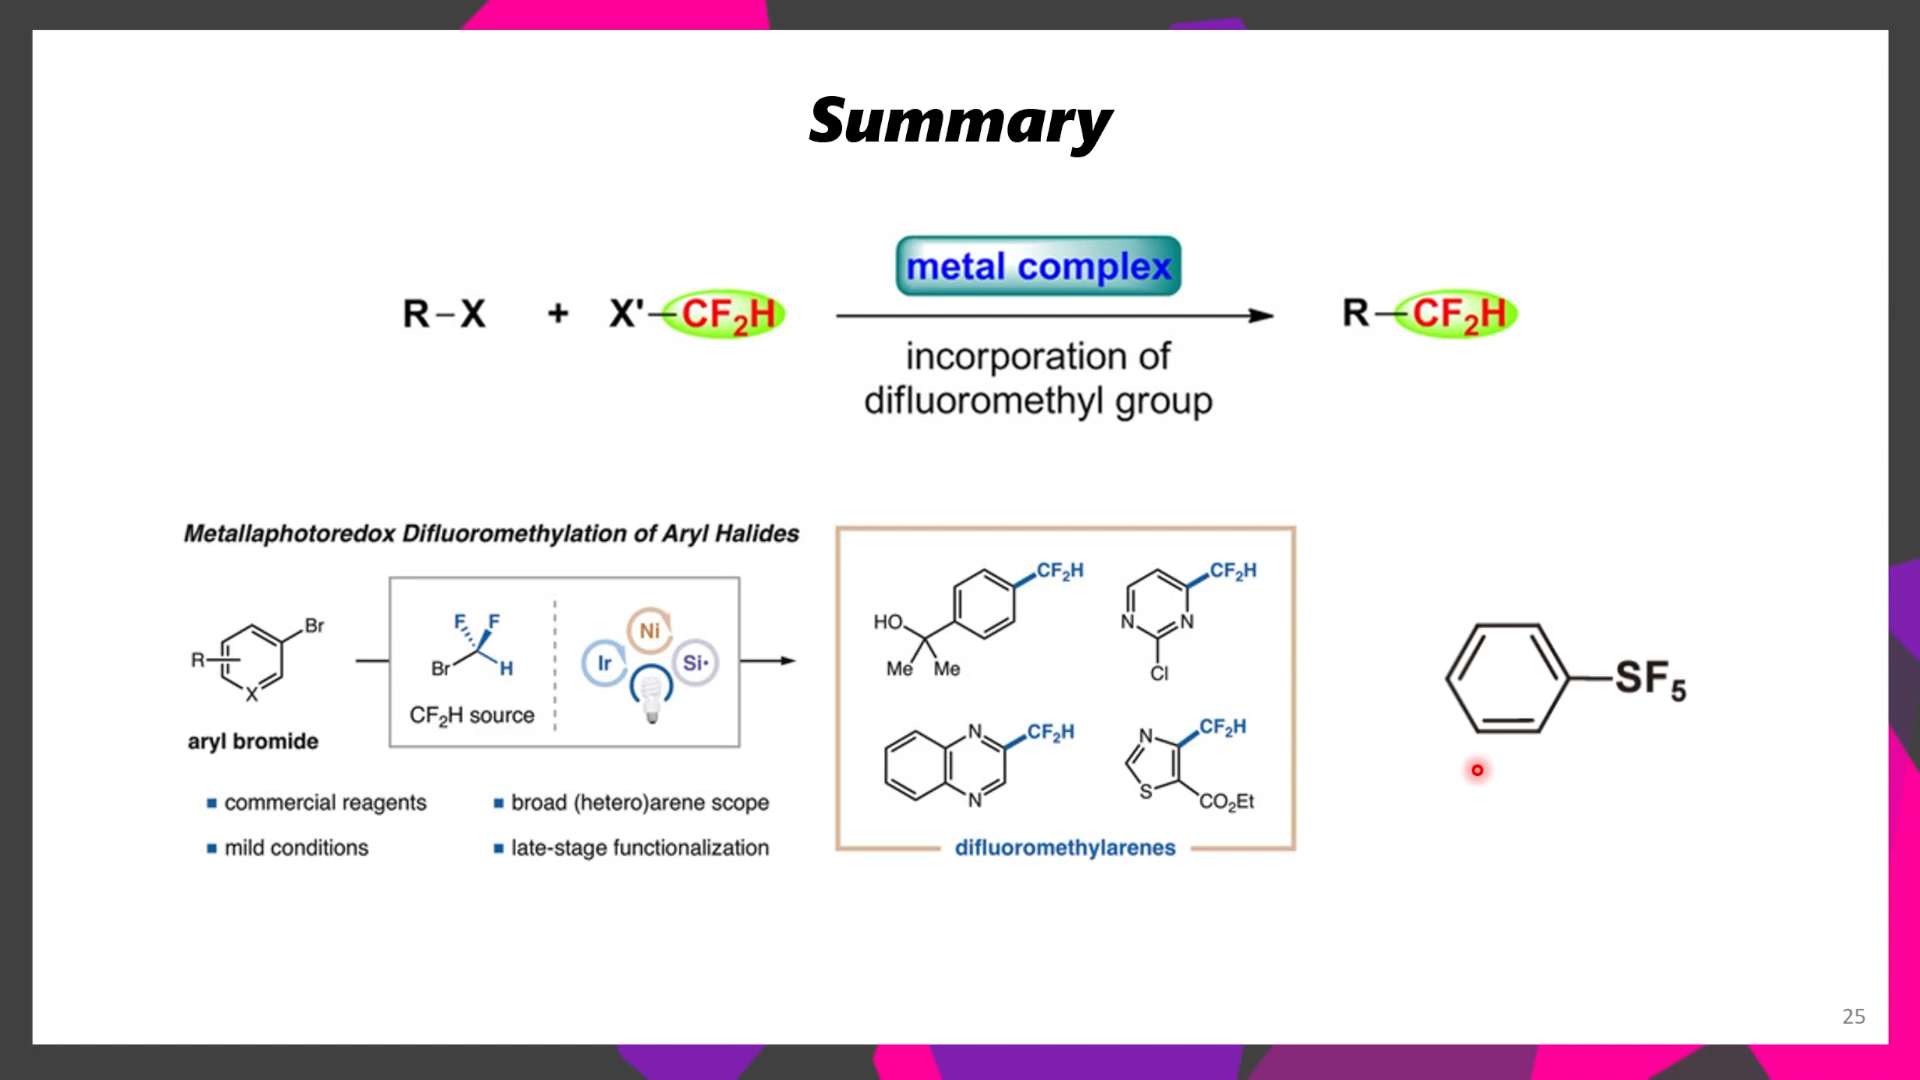 Summary
metal complex
R–X + X'–CF₂H R–CF₂H
incorporation of
difluoromethyl group
Metallaphotoredox Difluoromethylation of Aryl Halides
R
Br
X
aryl bromide
F F
Br H
CF₂H source
Ni
Ir Si•
■ commercial reagents ■ broad (hetero)arene scope
■ mild conditions ■ late-stage functionalization
CF₂H
HO
Me Me
CF₂H
N N
Cl
N CF₂H
N
N CF₂H
S CO₂Et
difluoromethylarenes
SF₅
25